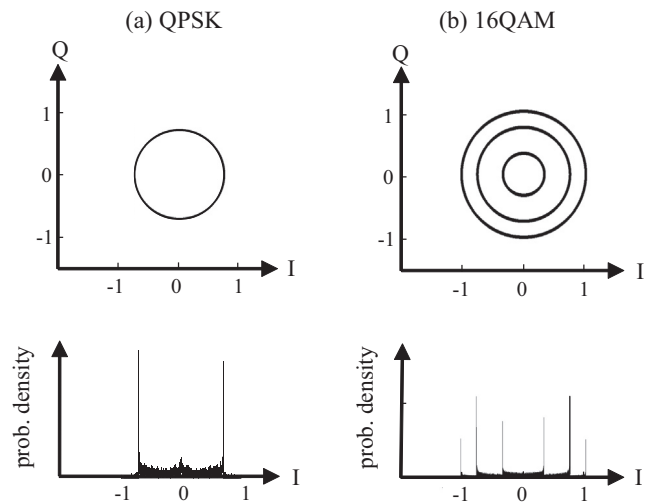 (a) QPSK
(b) 16QAM
Q
1
0
-1
-1 0 1 I
Q
1
0
-1
-1 0 1 I
prob. density
-1 0 1 I
prob. density
-1 0 1 I